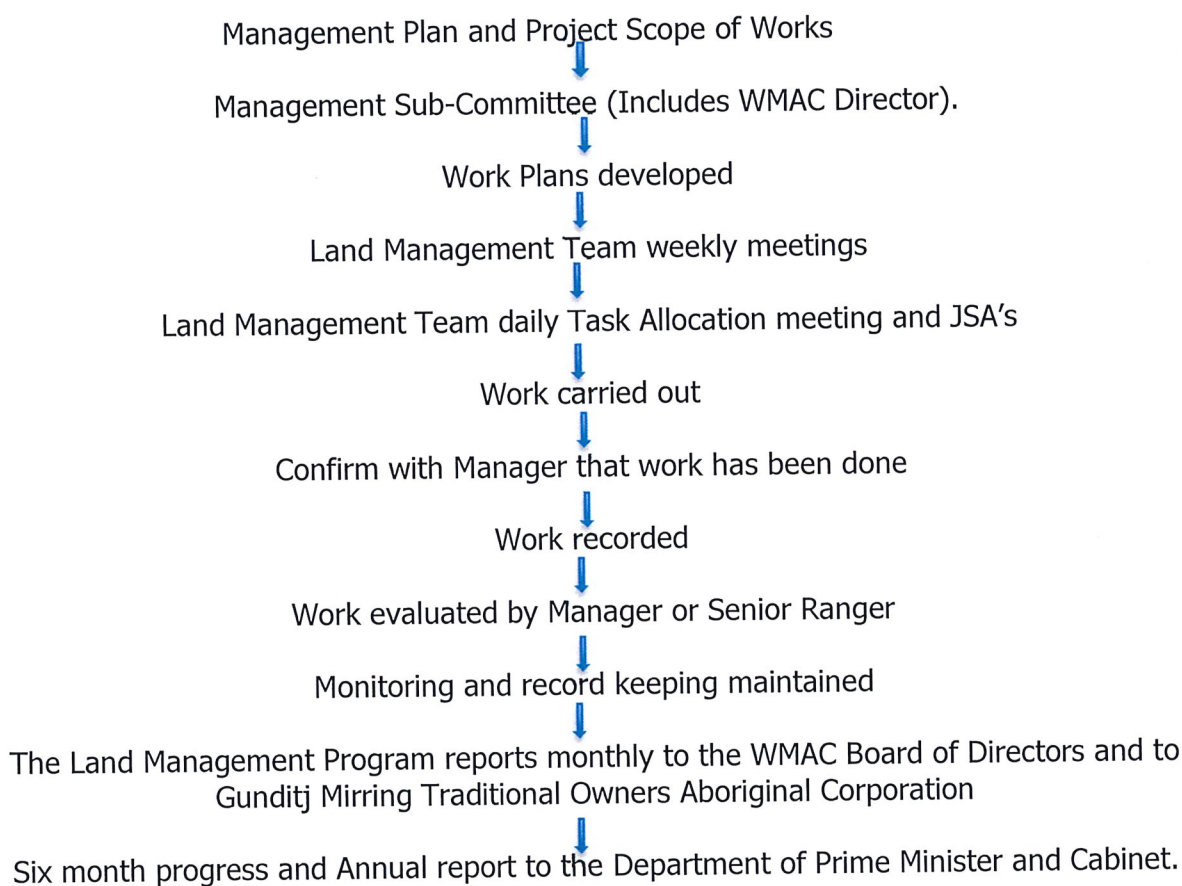 Management Plan and Project Scope of Works
Management Sub-Committee (Includes WMAC Director).
Work Plans developed
Land Management Team weekly meetings
Land Management Team daily Task Allocation meeting and JSA's
Work carried out
Confirm with Manager that work has been done
Work recorded
Work evaluated by Manager or Senior Ranger
Monitoring and record keeping maintained
The Land Management Program reports monthly to the WMAC Board of Directors and to
Gunditj Mirring Traditional Owners Aboriginal Corporation
Six month progress and Annual report to the Department of Prime Minister and Cabinet.